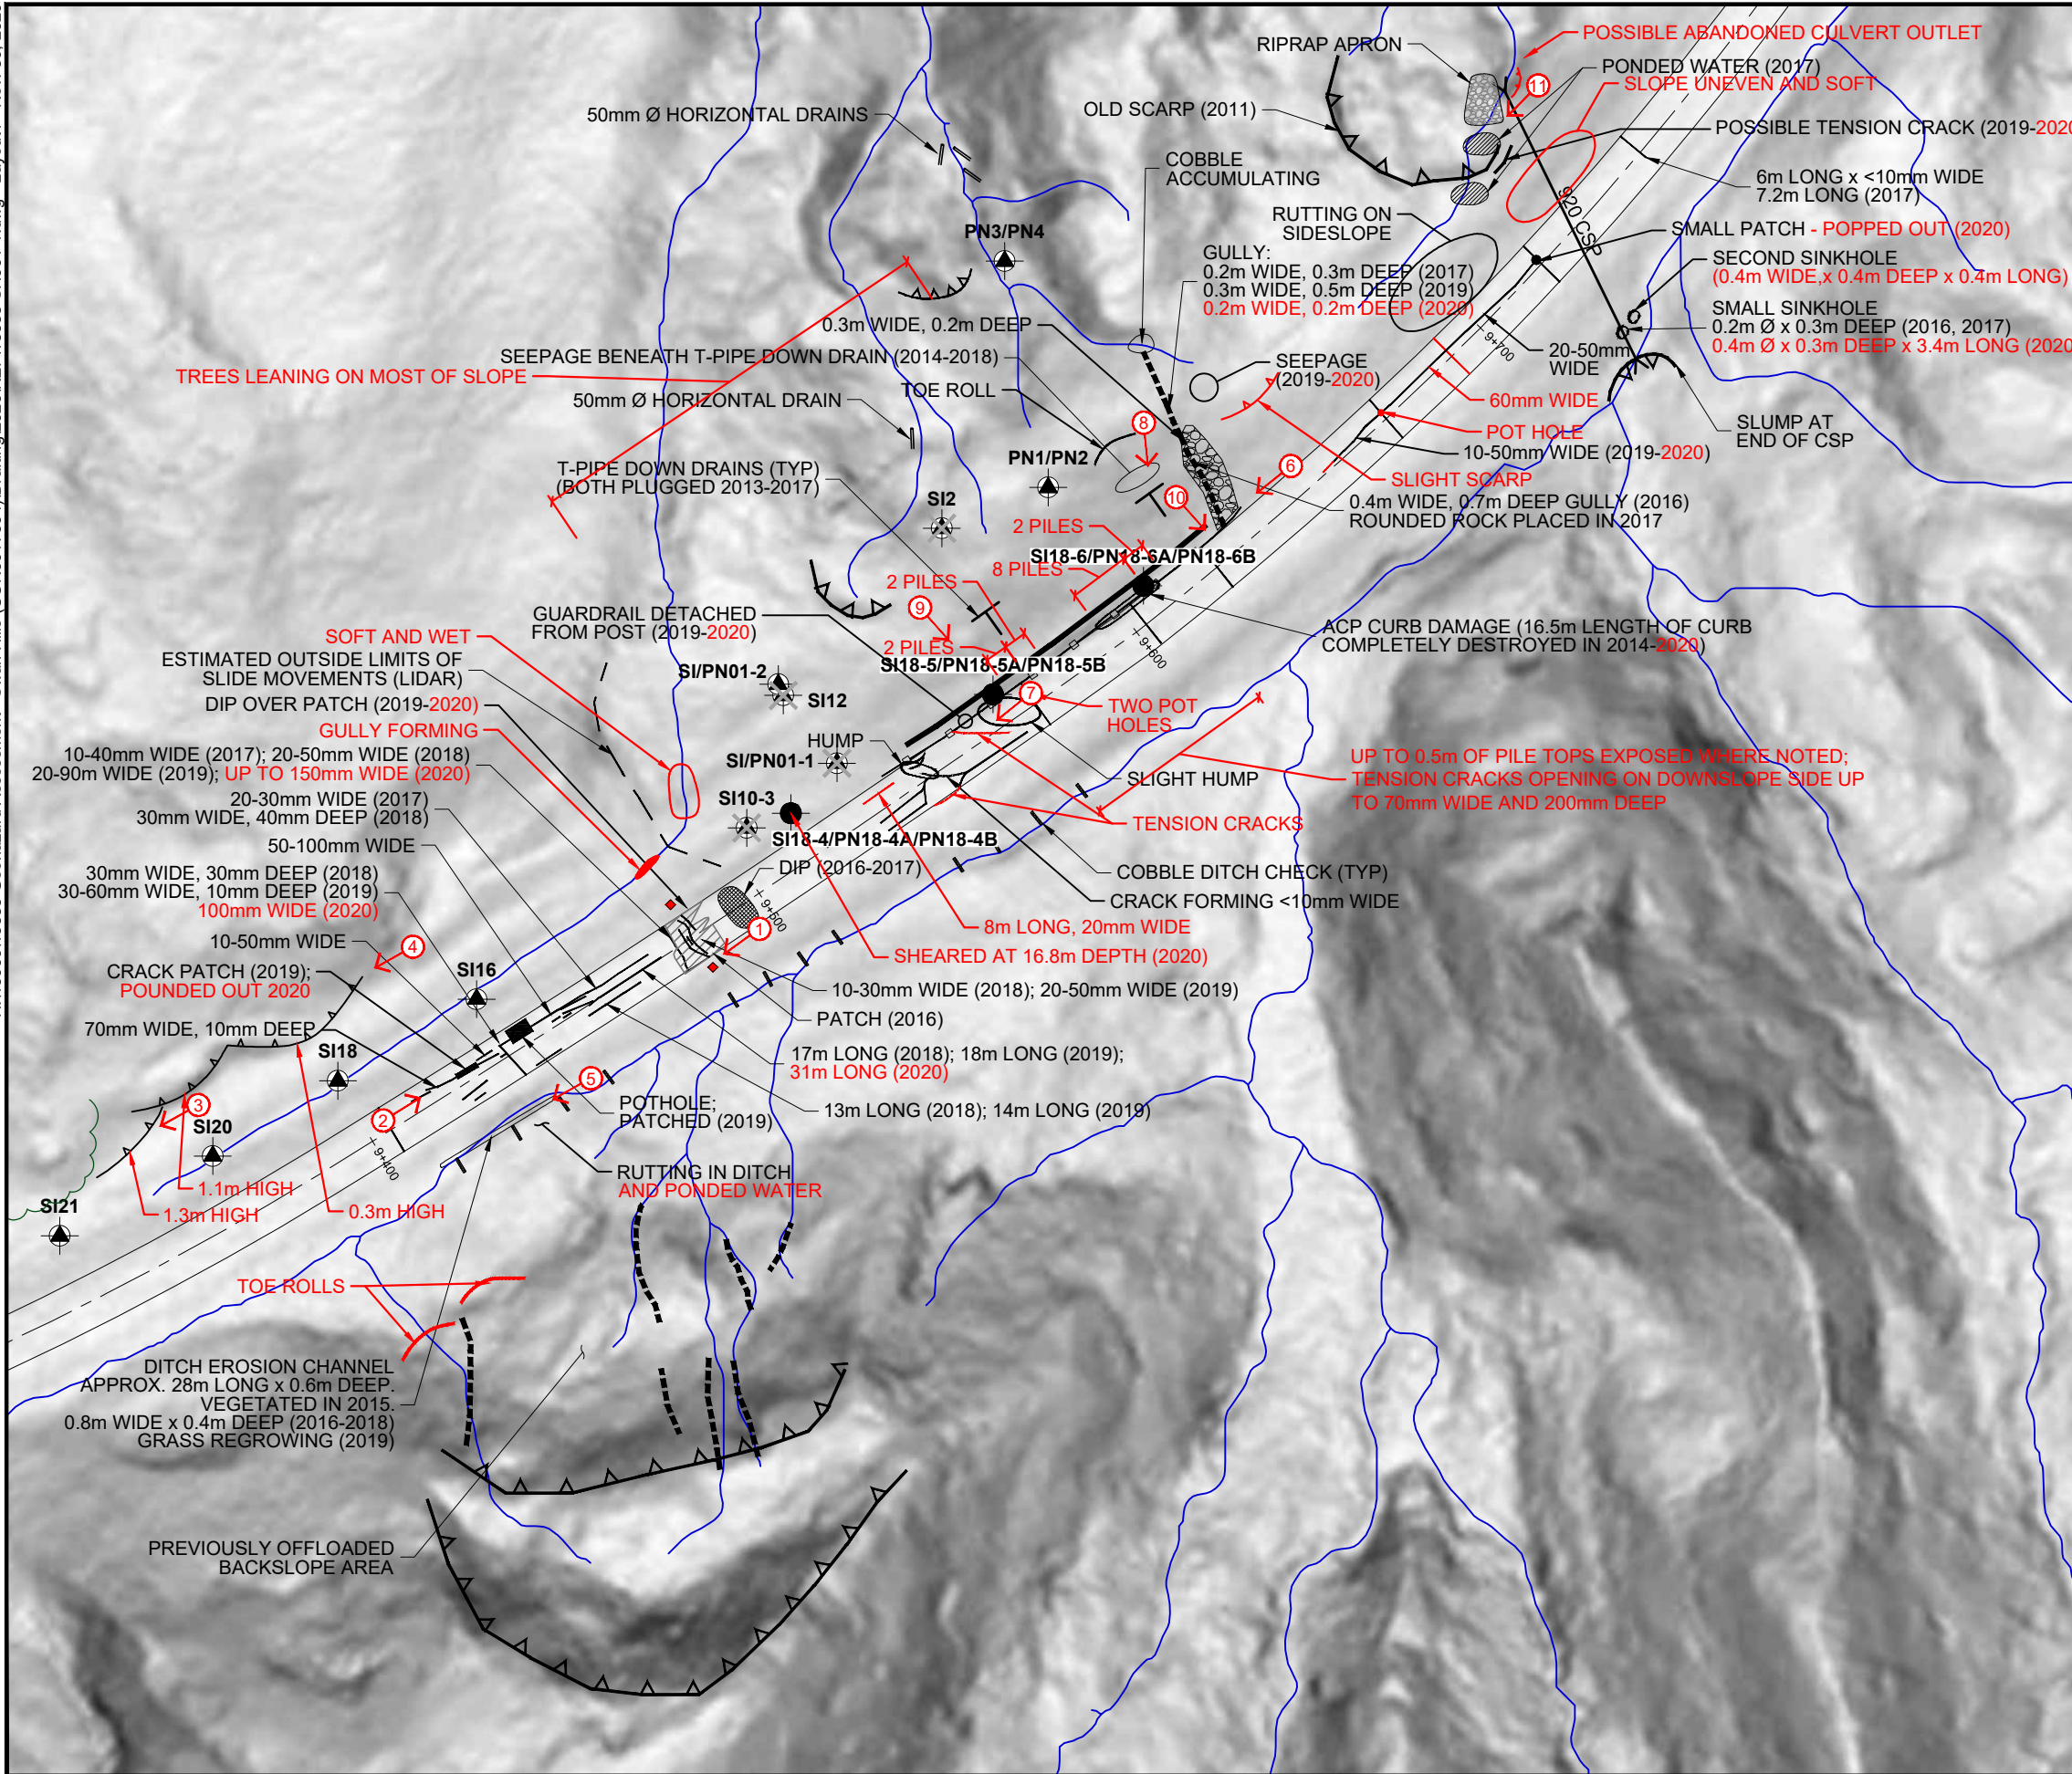 RIPRAP APRON
POSSIBLE ABANDONED CULVERT OUTLET
PONDED WATER (2017)
SLOPE UNEVEN AND SOFT
11
50mm Ø HORIZONTAL DRAINS
OLD SCARP (2011)
POSSIBLE TENSION CRACK (2019-2020
COBBLE
ACCUMULATING
6m LONG x <10mm WIDE
7.2m LONG (2017)
920 CSP
RUTTING ON
SIDESLOPE
PN3/PN4
SMALL PATCH - POPPED OUT (2020)
GULLY:
0.2m WIDE, 0.3m DEEP (2017)
0.3m WIDE, 0.5m DEEP (2019)
0.2m WIDE, 0.2m DEEP (2020)
SECOND SINKHOLE
(0.4m WIDE,x 0.4m DEEP x 0.4m LONG)
SMALL SINKHOLE
0.2m Ø x 0.3m DEEP (2016, 2017)
0.4m Ø x 0.3m DEEP x 3.4m LONG (2020
0.3m WIDE, 0.2m DEEP
9+700
20-50mm
WIDE
SEEPAGE BENEATH T-PIPE DOWN DRAIN (2014-2018)
SEEPAGE
(2019-2020)
TREES LEANING ON MOST OF SLOPE
TOE ROLL
50mm Ø HORIZONTAL DRAIN
60mm WIDE
8
POT HOLE
SLUMP AT
END OF CSP
10-50mm WIDE (2019-2020)
PN1/PN2
6
T-PIPE DOWN DRAINS (TYP)
(BOTH PLUGGED 2013-2017)
SLIGHT SCARP
SI2
10
0.4m WIDE, 0.7m DEEP GULLY (2016)
ROUNDED ROCK PLACED IN 2017
2 PILES
SI18-6/PN18-6A/PN18-6B
8 PILES
2 PILES
9
GUARDRAIL DETACHED
FROM POST (2019-2020)
ACP CURB DAMAGE (16.5m LENGTH OF CURB
COMPLETELY DESTROYED IN 2014-2020)
SOFT AND WET
2 PILES
9+600
ESTIMATED OUTSIDE LIMITS OF
SLIDE MOVEMENTS (LIDAR)
SI18-5/PN18-5A/PN18-5B
SI/PN01-2
SI12
7
DIP OVER PATCH (2019-2020)
TWO POT
HOLES
GULLY FORMING
HUMP
10-40mm WIDE (2017); 20-50mm WIDE (2018)
20-90m WIDE (2019); UP TO 150mm WIDE (2020)
SI/PN01-1
SLIGHT HUMP
UP TO 0.5m OF PILE TOPS EXPOSED WHERE NOTED;
TENSION CRACKS OPENING ON DOWNSLOPE SIDE UP
TO 70mm WIDE AND 200mm DEEP
20-30mm WIDE (2017)
30mm WIDE, 40mm DEEP (2018)
SI10-3
TENSION CRACKS
SI18-4/PN18-4A/PN18-4B
50-100mm WIDE
DIP (2016-2017)
COBBLE DITCH CHECK (TYP)
30mm WIDE, 30mm DEEP (2018)
30-60mm WIDE, 10mm DEEP (2019)
100mm WIDE (2020)
CRACK FORMING <10mm WIDE
9+500
1
8m LONG, 20mm WIDE
10-50mm WIDE
4
SHEARED AT 16.8m DEPTH (2020)
CRACK PATCH (2019);
POUNDED OUT 2020
SI16
10-30mm WIDE (2018); 20-50mm WIDE (2019)
PATCH (2016)
70mm WIDE, 10mm DEEP
SI18
17m LONG (2018); 18m LONG (2019);
31m LONG (2020)
5
3
2
POTHOLE;
PATCHED (2019)
13m LONG (2018); 14m LONG (2019)
SI20
9+400
RUTTING IN DITCH
AND PONDED WATER
1.1m HIGH
SI21
1.3m HIGH
0.3m HIGH
TOE ROLLS
DITCH EROSION CHANNEL
APPROX. 28m LONG x 0.6m DEEP.
VEGETATED IN 2015.
0.8m WIDE x 0.4m DEEP (2016-2018)
GRASS REGROWING (2019)
PREVIOUSLY OFFLOADED
BACKSLOPE AREA